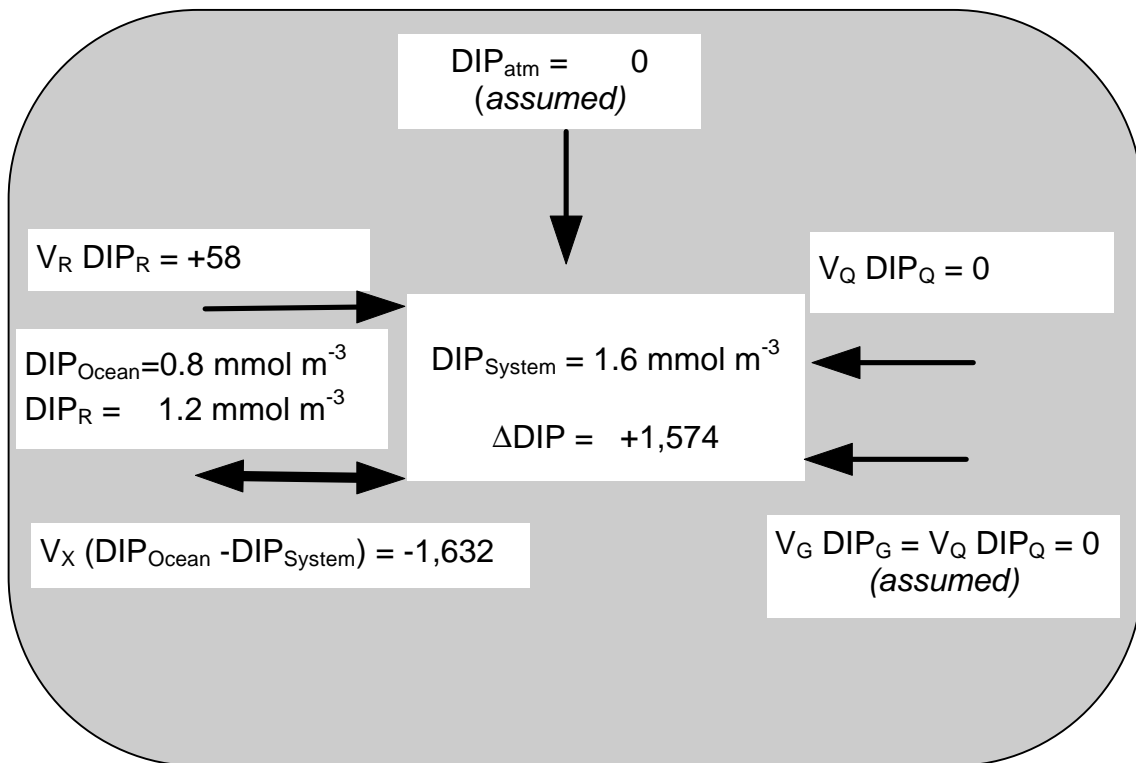 DIPatm = 0
(assumed)
VR DIPR = +58
VQ DIPQ = 0
DIPOcean=0.8 mmol m-3
DIPR = 1.2 mmol m-3
DIPSystem = 1.6 mmol m-3
ΔDIP = +1,574
VX (DIPOcean -DIPSystem) = -1,632
VG DIPG = VQ DIPQ = 0
(assumed)